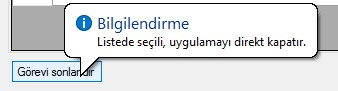 Bilgilendirme
Listede seçili, uygulamayı direkt kapatır.
Görevi sonlandır